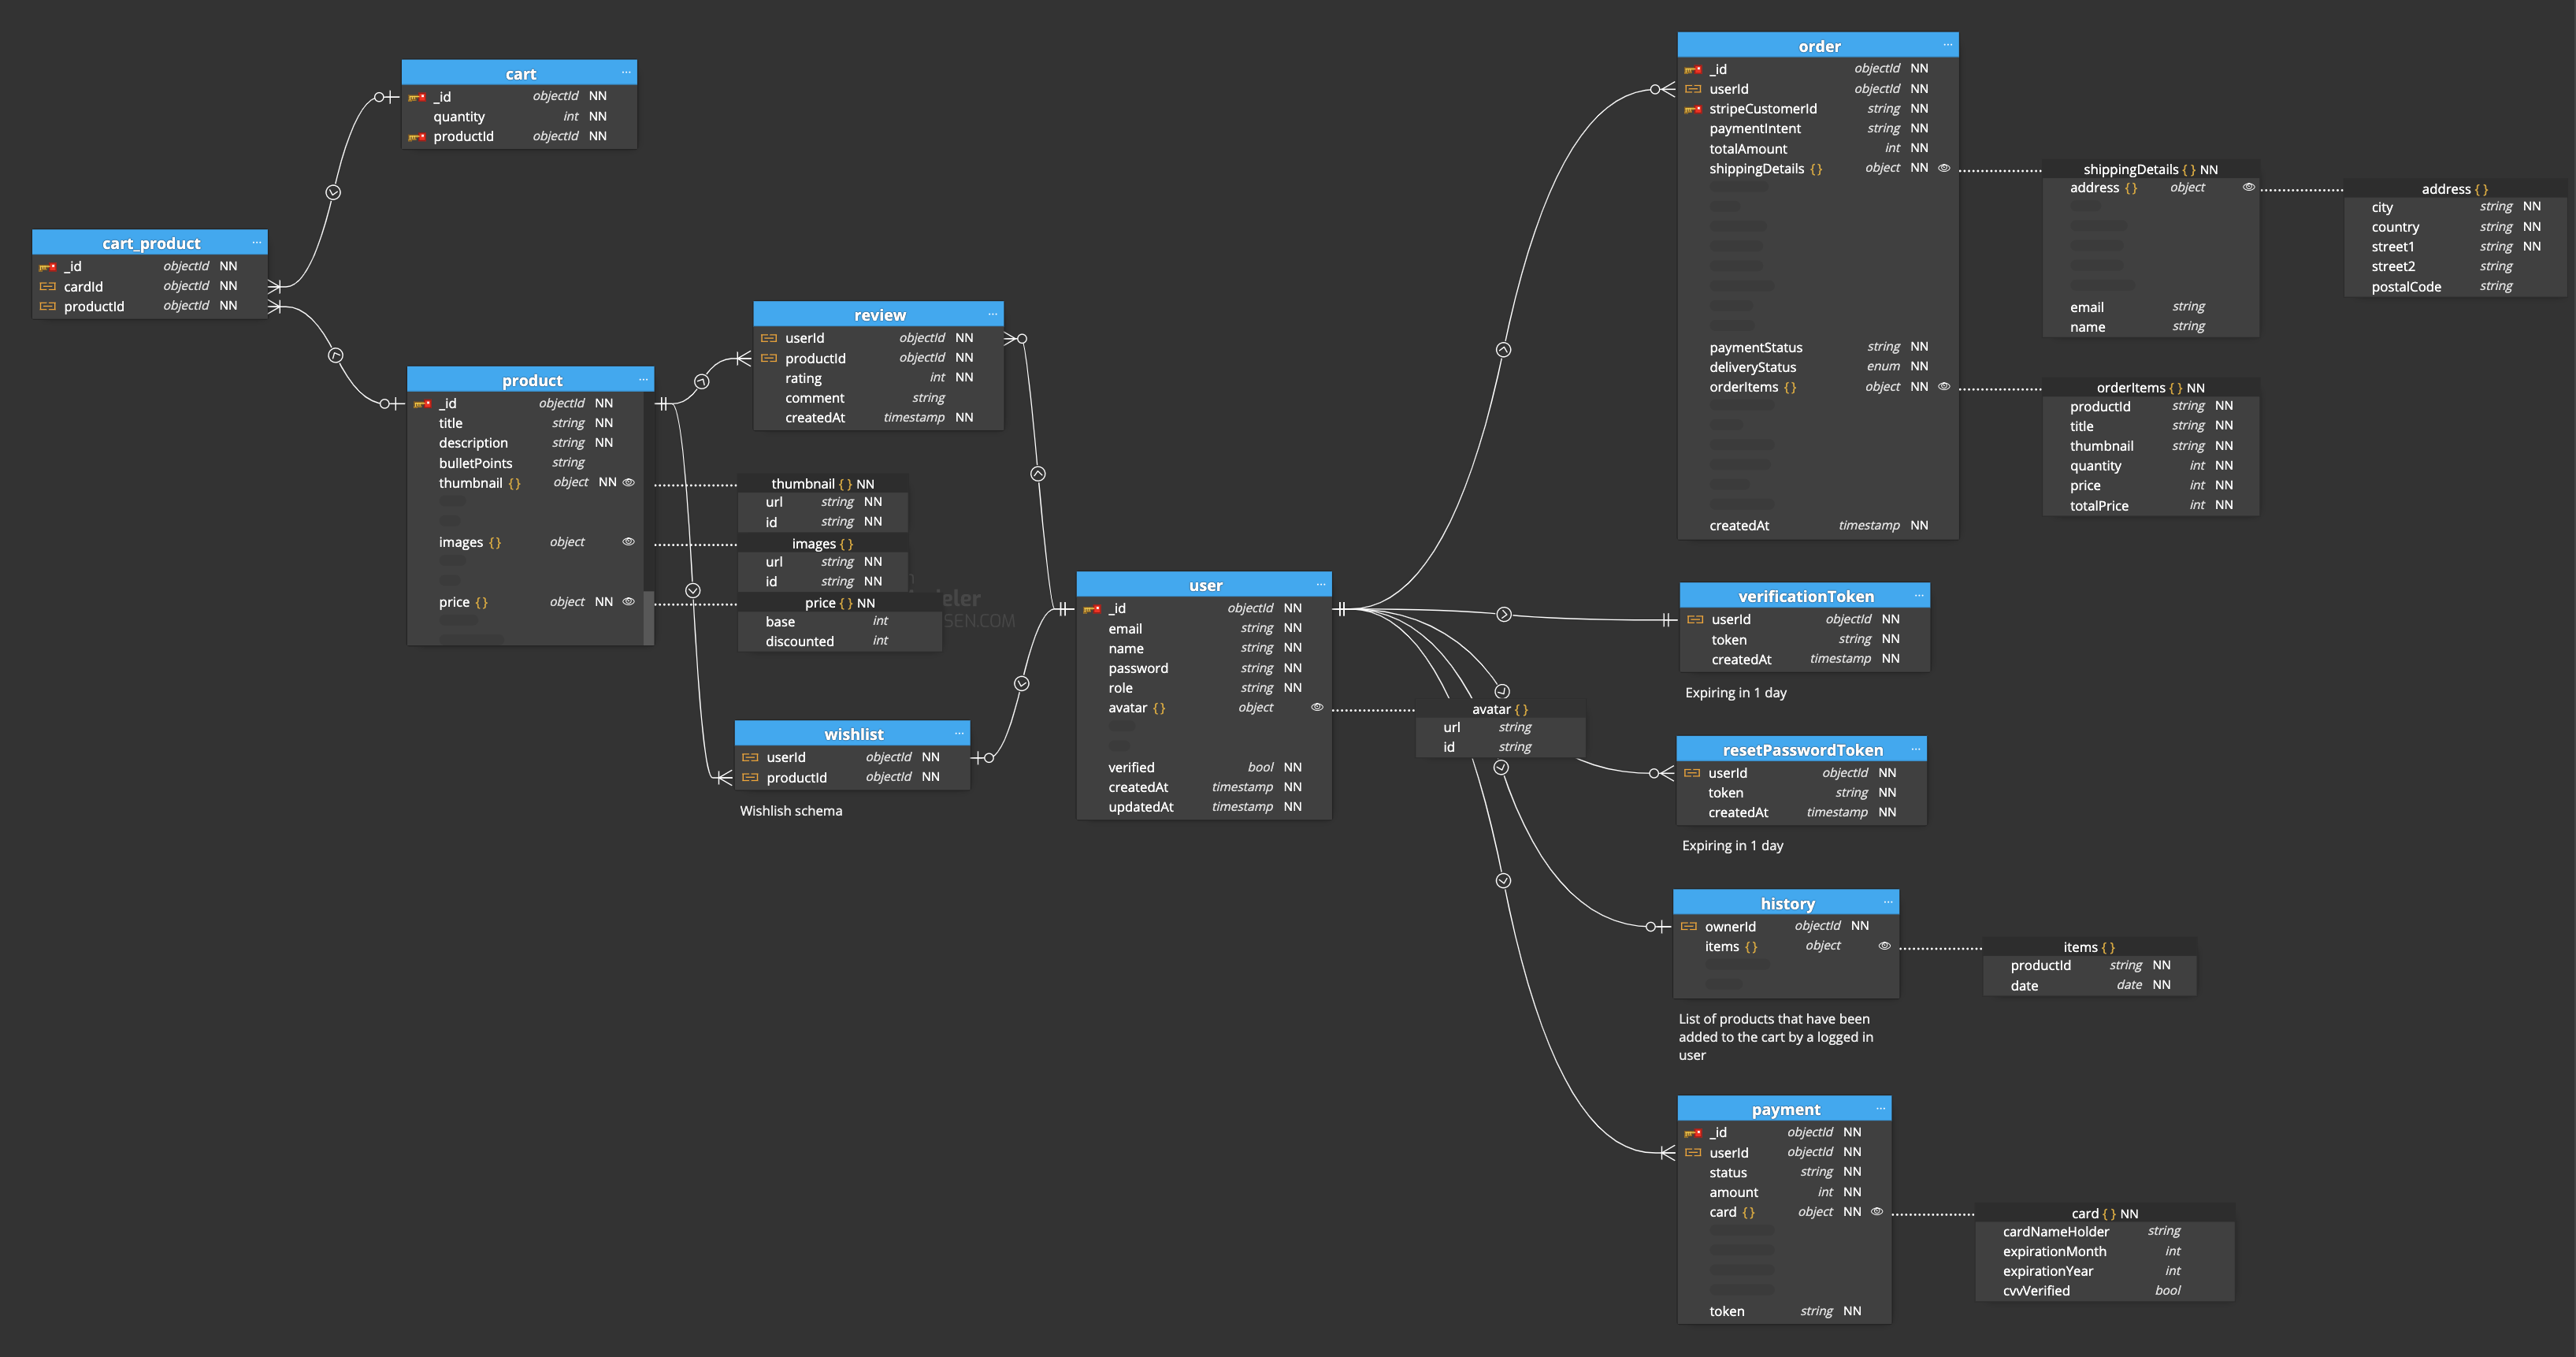 cart
_id objectId NN
quantity int NN
productId objectId NN
cart_product
_id objectId NN
cardId objectId NN
productId objectId NN
product
_id objectId NN
title string NN
description string NN
bulletPoints string
thumbnail { } object NN
images { } object
price { } object NN
thumbnail { } NN
url string NN
id string NN
images { }
url string NN
id string NN
price { } NN
base int
discounted int
eler
SEN.COM
review
userId objectId NN
productId objectId NN
rating int NN
comment string
createdAt timestamp NN
wishlist
userId objectId NN
productId objectId NN
Wishlish schema
user
_id objectId NN
email string NN
name string NN
password string NN
role string NN
avatar { } object
verified bool NN
createdAt timestamp NN
updatedAt timestamp NN
avatar { }
url string
id string
order
_id objectId NN
userId objectId NN
stripeCustomerId string NN
paymentIntent string NN
totalAmount int NN
shippingDetails { } object NN
paymentStatus string NN
deliveryStatus enum NN
orderItems { } object NN
createdAt timestamp NN
shippingDetails { } NN
address { } object
email string
name string
address { }
city string NN
country string NN
street1 string NN
street2 string
postalCode string
orderItems { } NN
productId string NN
title string NN
thumbnail string NN
quantity int NN
price int NN
totalPrice int NN
verificationToken
userId objectId NN
token string NN
createdAt timestamp NN
Expiring in 1 day
resetPasswordToken
userId objectId NN
token string NN
createdAt timestamp NN
Expiring in 1 day
history
ownerId objectId NN
items { } object
List of products that have been
added to the cart by a logged in
user
items { }
productId string NN
date date NN
payment
_id objectId NN
userId objectId NN
status string NN
amount int NN
card { } object NN
token string NN
card { } NN
cardNameHolder string
expirationMonth int
expirationYear int
cvvVerified bool